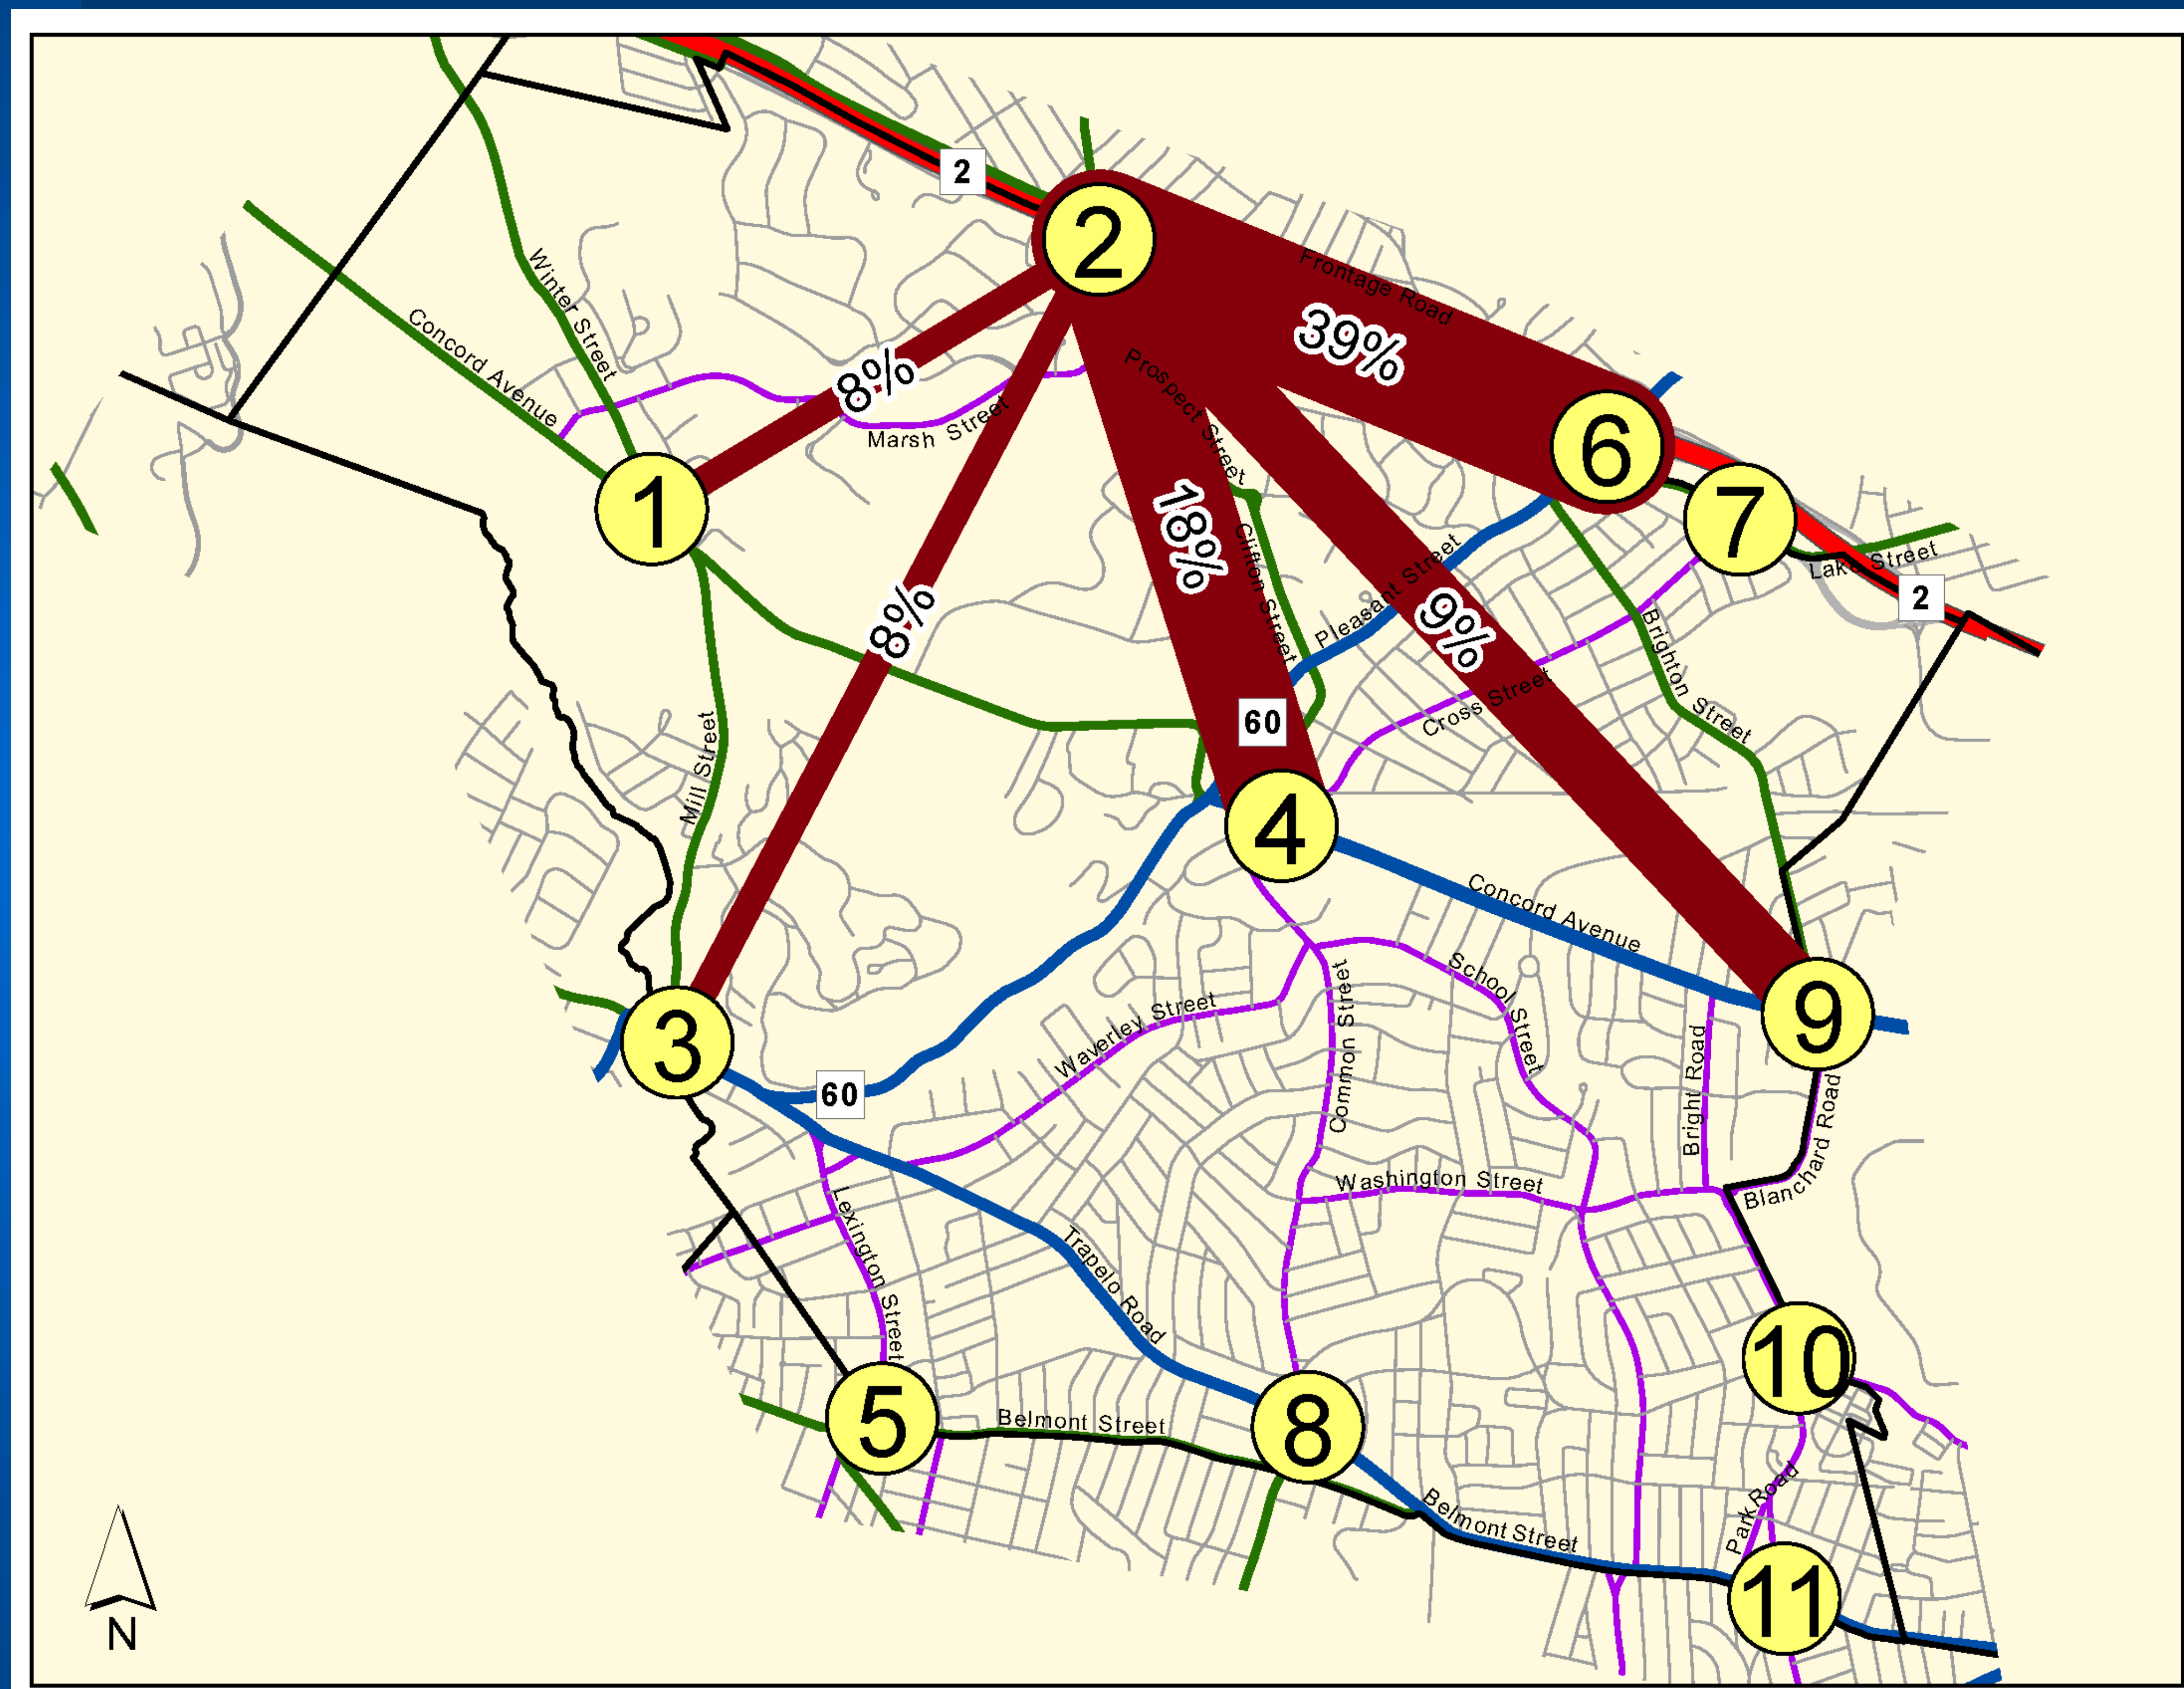 2
2
Frontage Road
39%
Winter Street
Concord Avenue
8%
Marsh Street
Prospect Street
6
7
1
18%
Clifton Street
Pleasant Street
Lake Street
2
8%
9%
Brighton Street
Cross Street
60
Mill Street
4
Concord Avenue
School Street
9
3
Waverley Street
Common Street
Bright Road
60
Blanchard Road
Washington Street
Lexington Street
Trapelo Road
10
5
Belmont Street
8
Belmont Street
Park Road
11
N